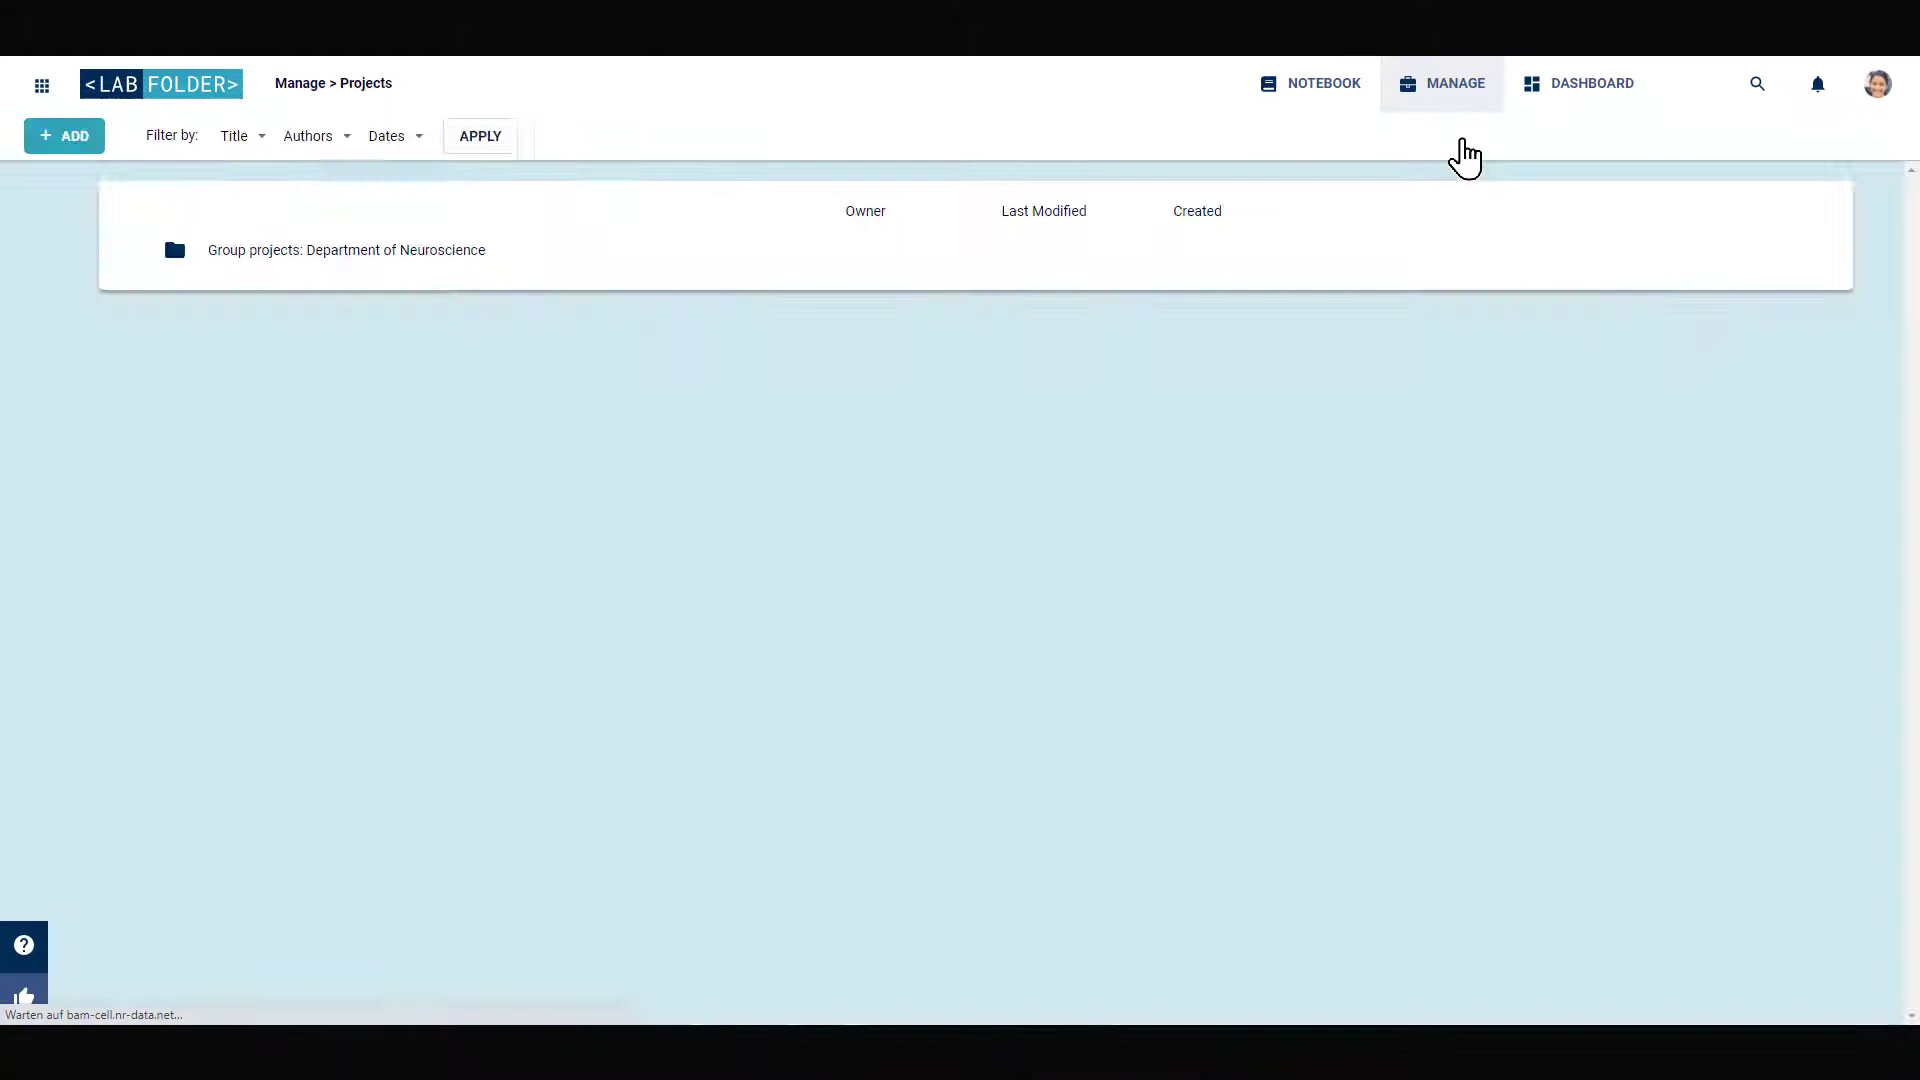 <LAB FOLDER>
Manage > Projects
NOTEBOOK
MANAGE
DASHBOARD
+ ADD
Filter by:
Title
Authors
Dates
APPLY
Owner
Last Modified
Created
Group projects: Department of Neuroscience
?
Warten auf bam-cell.nr-data.net...